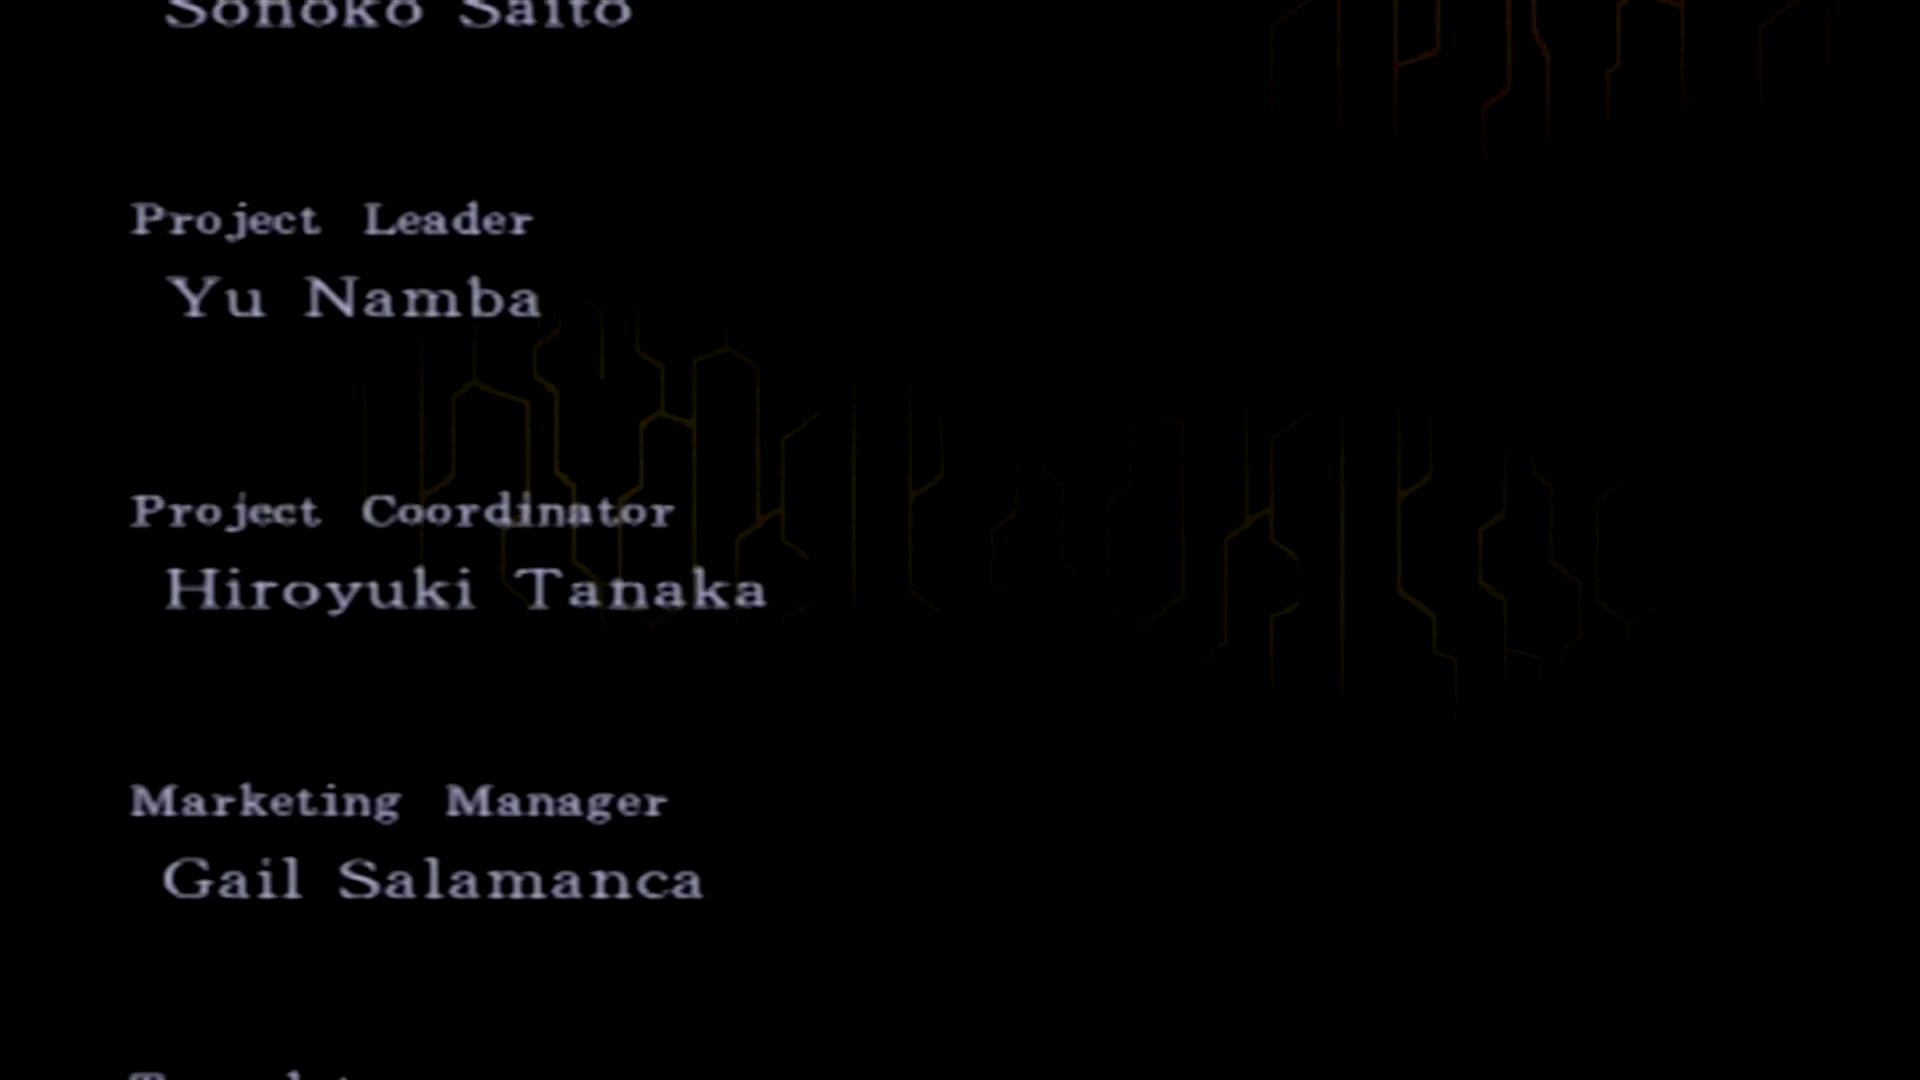 Sonoko Saito
Project Leader
Yu Namba
Project Coordinator
Hiroyuki Tanaka
Marketing Manager
Gail Salamanca